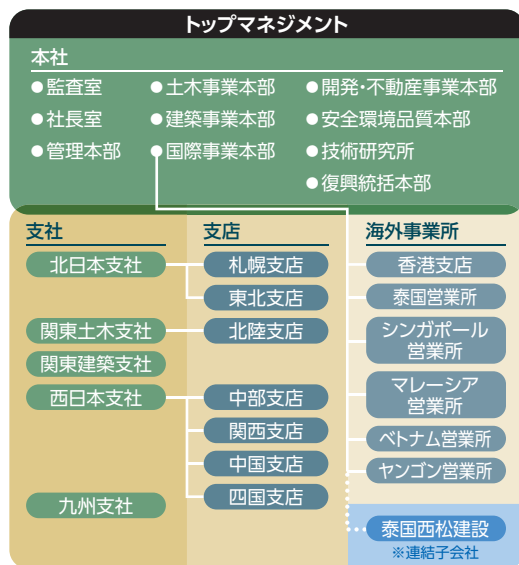 トップマネジメント
本社
●監査室
●社長室
●管理本部
●土木事業本部
●建築事業本部
●国際事業本部
●開発・不動産事業本部
●安全環境品質本部
●技術研究所
●復興統括本部
支社
北日本支社
関東土木支社
関東建築支社
西日本支社
九州支社
支店
札幌支店
東北支店
北陸支店
中部支店
関西支店
中国支店
四国支店
海外事業所
香港支店
泰国営業所
シンガポール
営業所
マレーシア
営業所
ベトナム営業所
ヤンゴン営業所
泰国西松建設
※連結子会社